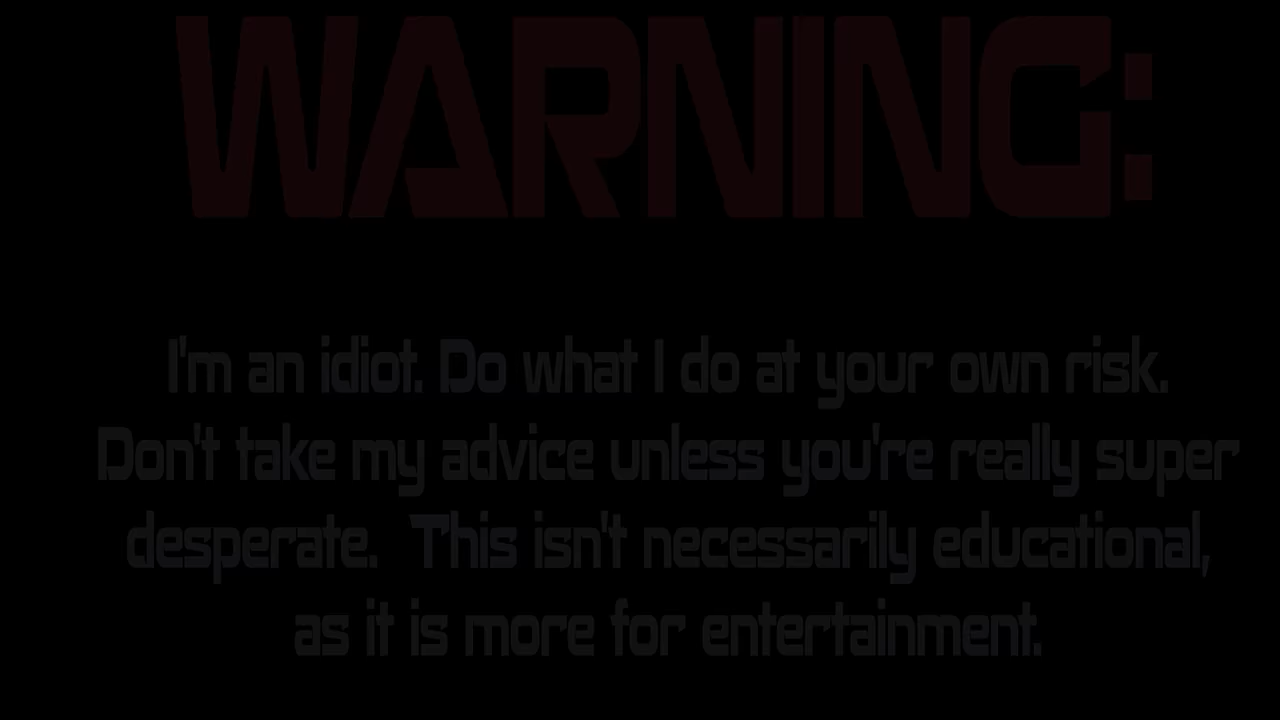 WARNING:
I'm an idiot. Do what I do at your own risk.
Don't take my advice unless you're really super
desperate.  This isn't necessarily educational,
as it is more for entertainment.